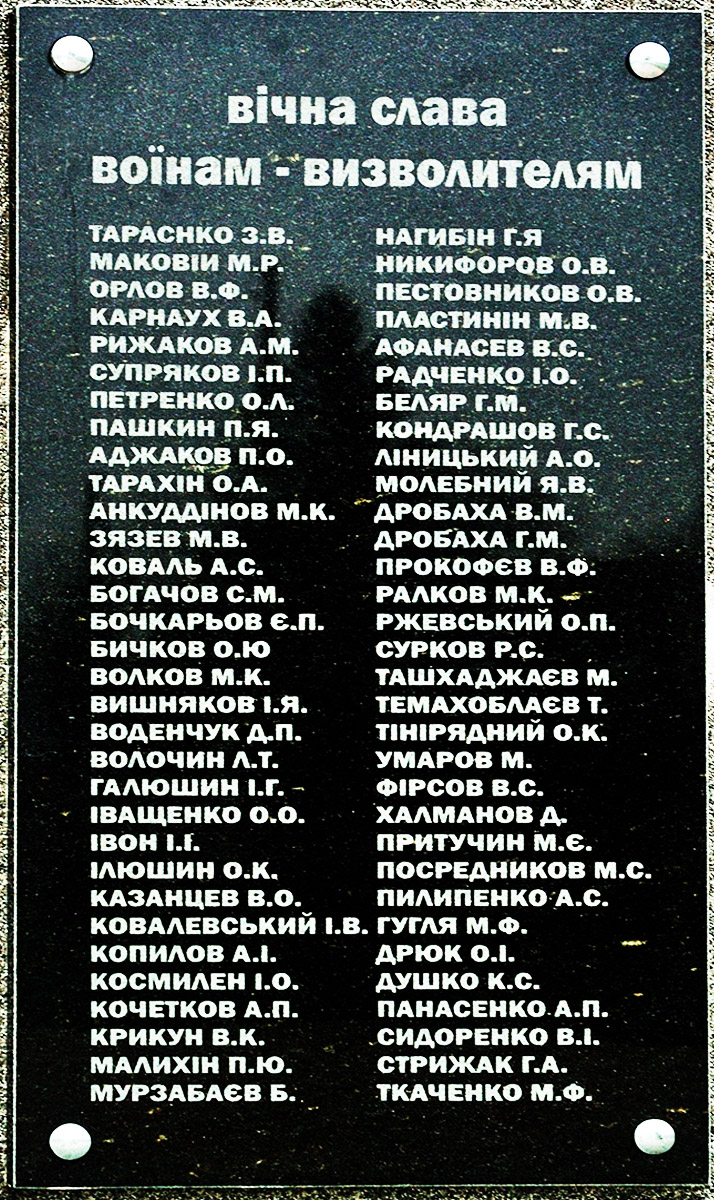 вічна слава
воїнам - визволителям
ТАРАСНКО З.В.
МАКОВІИ М.Р.
ОРЛОВ В.Ф.
КАРНАУХ В.А.
РИЖАКОВ А.М.
СУПРЯКОВ І.П.
ПЕТРЕНКО О.Л.
ПАШКИН П.Я.
АДЖАКОВ П.О.
ТАРАХІН О.А.
АНКУДДІНОВ М.К.
ЗЯЗЕВ М.В.
КОВАЛЬ А.С.
БОГАЧОВ С.М.
БОЧКАРЬОВ Є.П.
БИЧКОВ О.Ю
ВОЛКОВ М.К.
ВИШНЯКОВ І.Я.
ВОДЕНЧУК Д.П.
ВОЛОЧИН Л.Т.
ГАЛЮШИН І.Г.
ІВАЩЕНКО О.О.
ІВОН І.Ї.
ІЛЮШИН О.К.
КАЗАНЦЕВ В.О.
КОВАЛЕВСЬКИЙ І.В.
КОПИЛОВ А.І.
КОСМИЛЕН І.О.
КОЧЕТКОВ А.П.
КРИКУН В.К.
МАЛИХІН П.Ю.
МУРЗАБАЄВ Б.
НАГИБІН Г.Я
НИКИФОРОВ О.В.
ПЕСТОВНИКОВ О.В.
ПЛАСТИНІН М.В.
АФАНАСЕВ В.С.
РАДЧЕНКО І.О.
БЕЛЯР Г.М.
КОНДРАШОВ Г.С.
ЛІНИЦЬКИЙ А.О.
МОЛЕБНИЙ Я.В.
ДРОБАХА В.М.
ДРОБАХА Г.М.
ПРОКОФЄВ В.Ф.
РАЛКОВ М.К.
РЖЕВСЬКИЙ О.П.
СУРКОВ Р.С.
ТАШХАДЖАЄВ М.
ТЕМАХОБЛАЄВ Т.
ТІНІРЯДНИЙ О.К.
УМАРОВ М.
ФІРСОВ В.С.
ХАЛМАНОВ Д.
ПРИТУЧИН М.Є.
ПОСРЕДНИКОВ М.С.
ПИЛИПЕНКО А.С.
ГУГЛЯ М.Ф.
ДРЮК О.І.
ДУШКО К.С.
ПАНАСЕНКО А.П.
СИДОРЕНКО В.І.
СТРИЖАК Г.А.
ТКАЧЕНКО М.Ф.